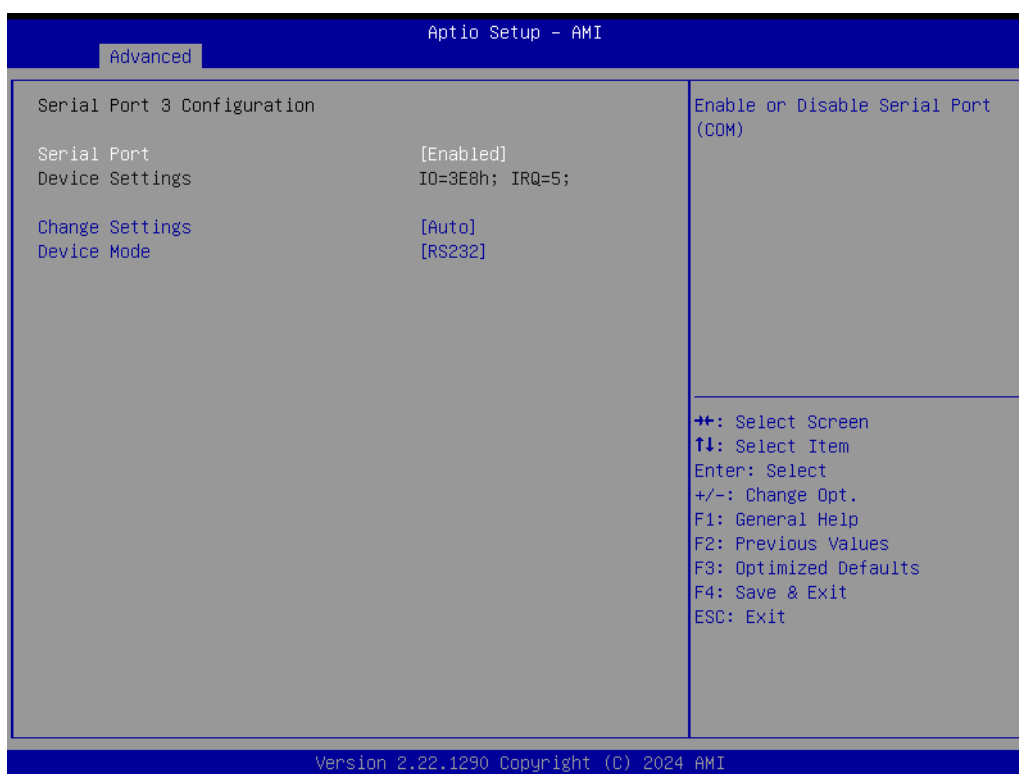 Aptio Setup – AMI
Advanced
Serial Port 3 Configuration
Serial Port [Enabled]
Device Settings IO=3E8h; IRQ=5;
Change Settings [Auto]
Device Mode [RS232]
Enable or Disable Serial Port
(COM)
→←: Select Screen
↑↓: Select Item
Enter: Select
+/-: Change Opt.
F1: General Help
F2: Previous Values
F3: Optimized Defaults
F4: Save & Exit
ESC: Exit
Version 2.22.1290 Copyright (C) 2024 AMI